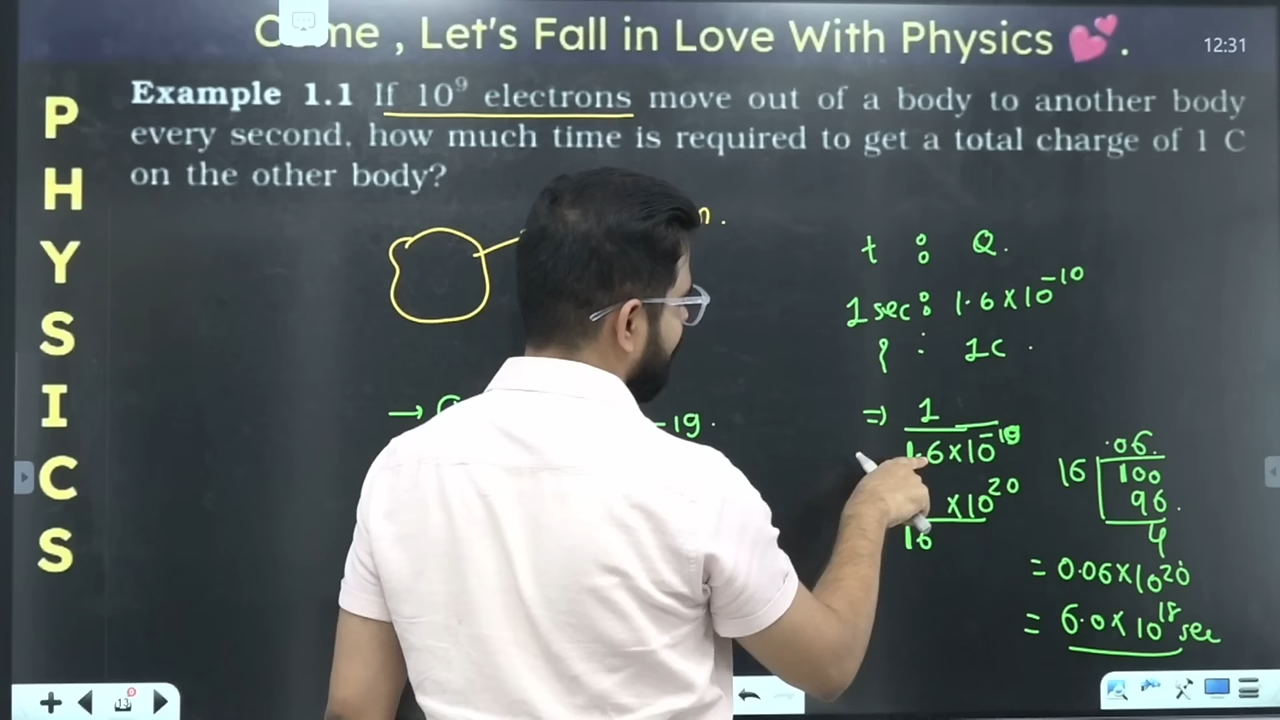 Come , Let's Fall in Love With Physics 💕 .
12:31
PHYSICS
Example 1.1 If 10⁹ electrons move out of a body to another body
every second, how much time is required to get a total charge of 1 C
on the other body?
t : Q.
1 sec : 1.6 × 10⁻¹⁰
? : 1C .
→
-19.
⇒ 1
1.6×10
×10²⁰
16
.06.
16 100
96.
4
= 0.06×10²⁰
= 6.0×10¹⁸ sec